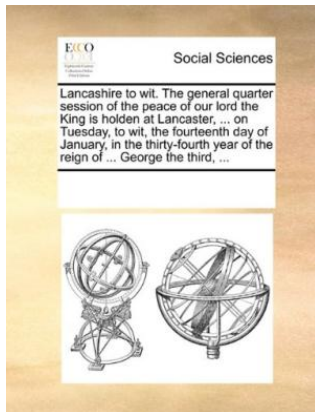 ECCO
Social Sciences
Lancashire to wit. The general quarter
session of the peace of our lord the
King is holden at Lancaster, ... on
Tuesday, to wit, the fourteenth day of
January, in the thirty-fourth year of the
reign of ... George the third, ...